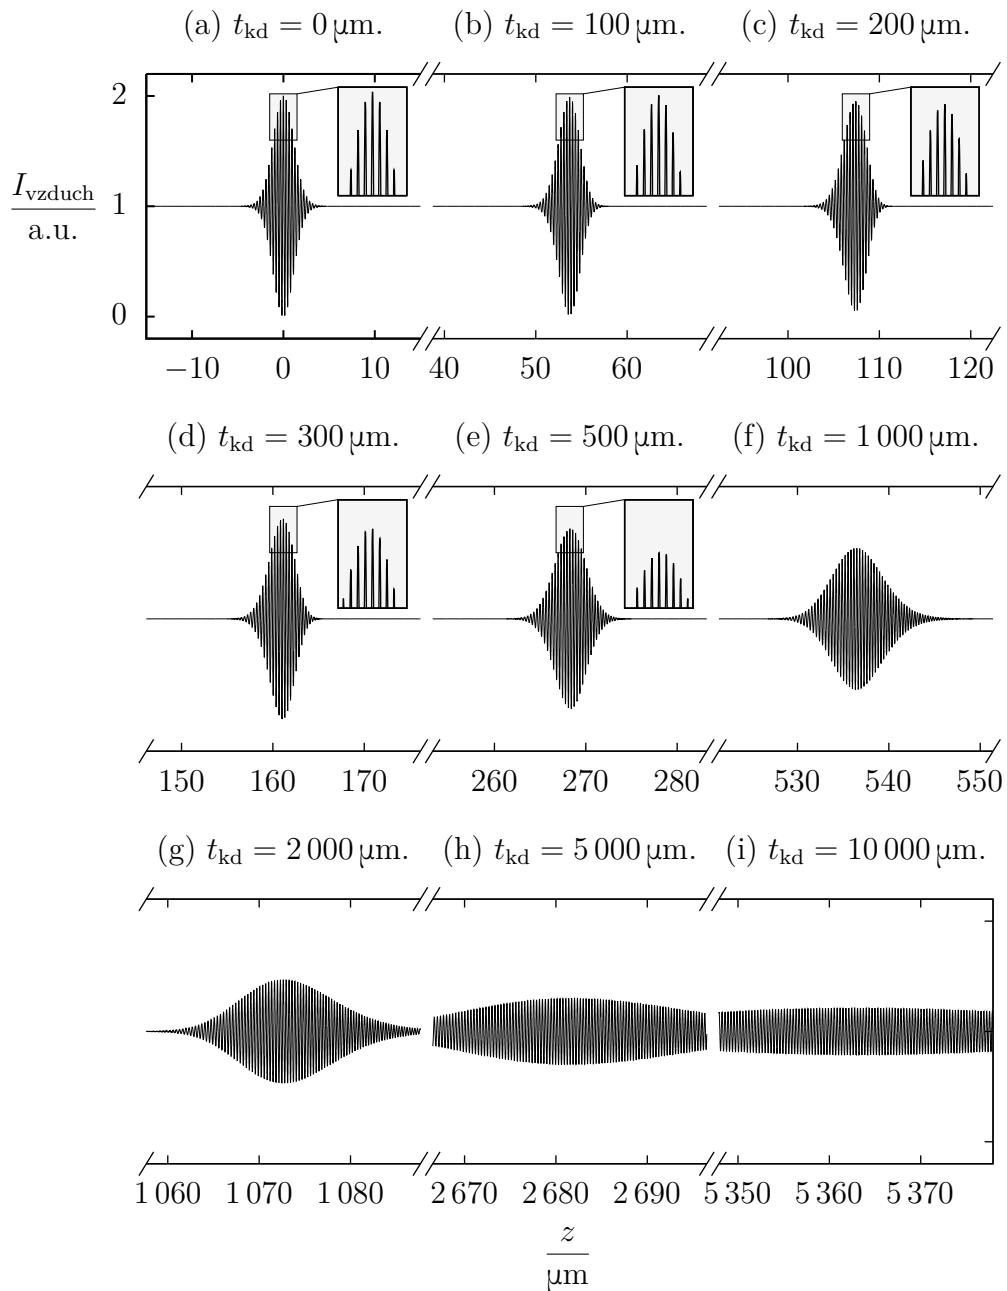 (a) t_kd = 0 µm. (b) t_kd = 100 µm. (c) t_kd = 200 µm.
2
I_vzduch
1
a.u.
0
−10 0 10 40 50 60 100 110 120
(d) t_kd = 300 µm. (e) t_kd = 500 µm. (f) t_kd = 1 000 µm.
150 160 170 260 270 280 530 540 550
(g) t_kd = 2 000 µm. (h) t_kd = 5 000 µm. (i) t_kd = 10 000 µm.
1 060 1 070 1 080 2 670 2 680 2 690 5 350 5 360 5 370
z
µm